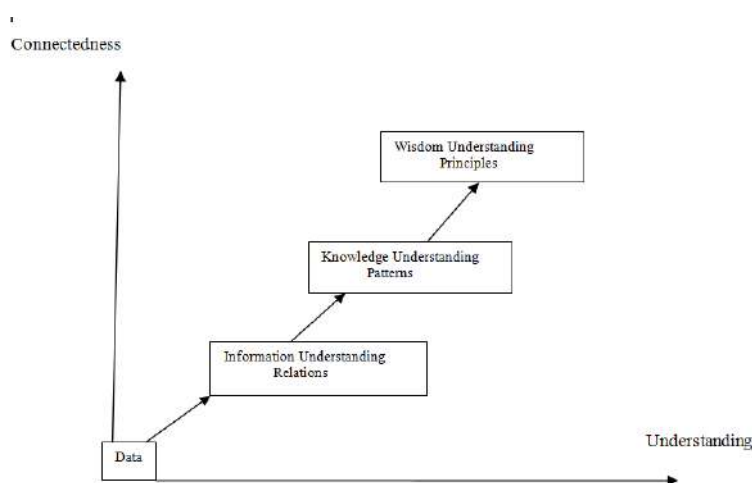 Connectedness
Wisdom Understanding
Principles
Knowledge Understanding
Patterns
Information Understanding
Relations
Understanding
Data